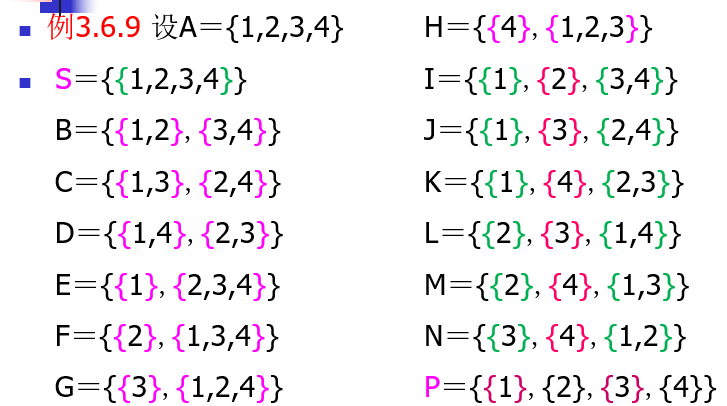 例3.6.9 设A={1,2,3,4}
S={{1,2,3,4}}
B={{1,2}, {3,4}}
C={{1,3}, {2,4}}
D={{1,4}, {2,3}}
E={{1}, {2,3,4}}
F={{2}, {1,3,4}}
G={{3}, {1,2,4}}
H={{4}, {1,2,3}}
I={{1}, {2}, {3,4}}
J={{1}, {3}, {2,4}}
K={{1}, {4}, {2,3}}
L={{2}, {3}, {1,4}}
M={{2}, {4}, {1,3}}
N={{3}, {4}, {1,2}}
P={{1}, {2}, {3}, {4}}